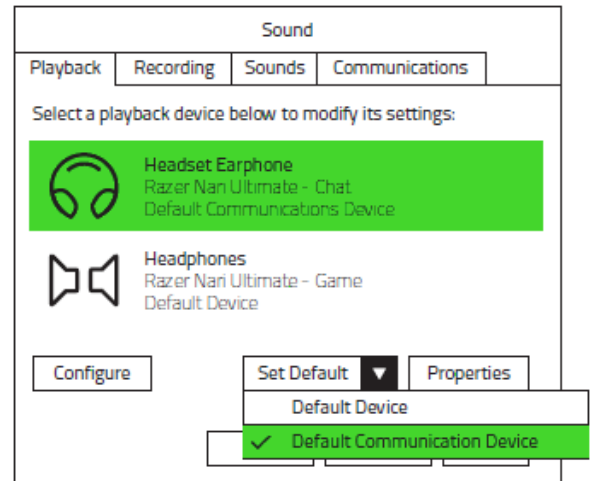 Sound
Playback Recording Sounds Communications
Select a playback device below to modify its settings:
Headset Earphone
Razer Nari Ultimate - Chat
Default Communications Device
Headphones
Razer Nari Ultimate - Game
Default Device
Configure Set Default Properties
Default Device
Default Communication Device